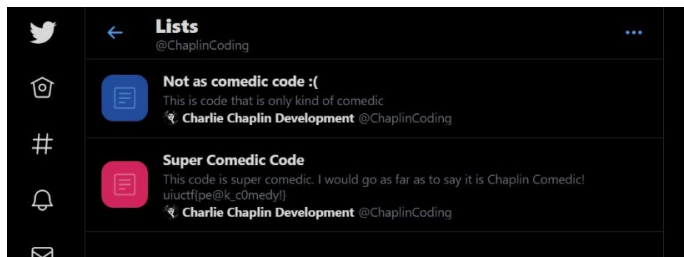 Lists
@ChaplinCoding
Not as comedic code :(
This is code that is only kind of comedic
Charlie Chaplin Development @ChaplinCoding
Super Comedic Code
This code is super comedic. I would go as far as to say it is Chaplin Comedic!
uiuctf{pe@k_c0medy!}
Charlie Chaplin Development @ChaplinCoding